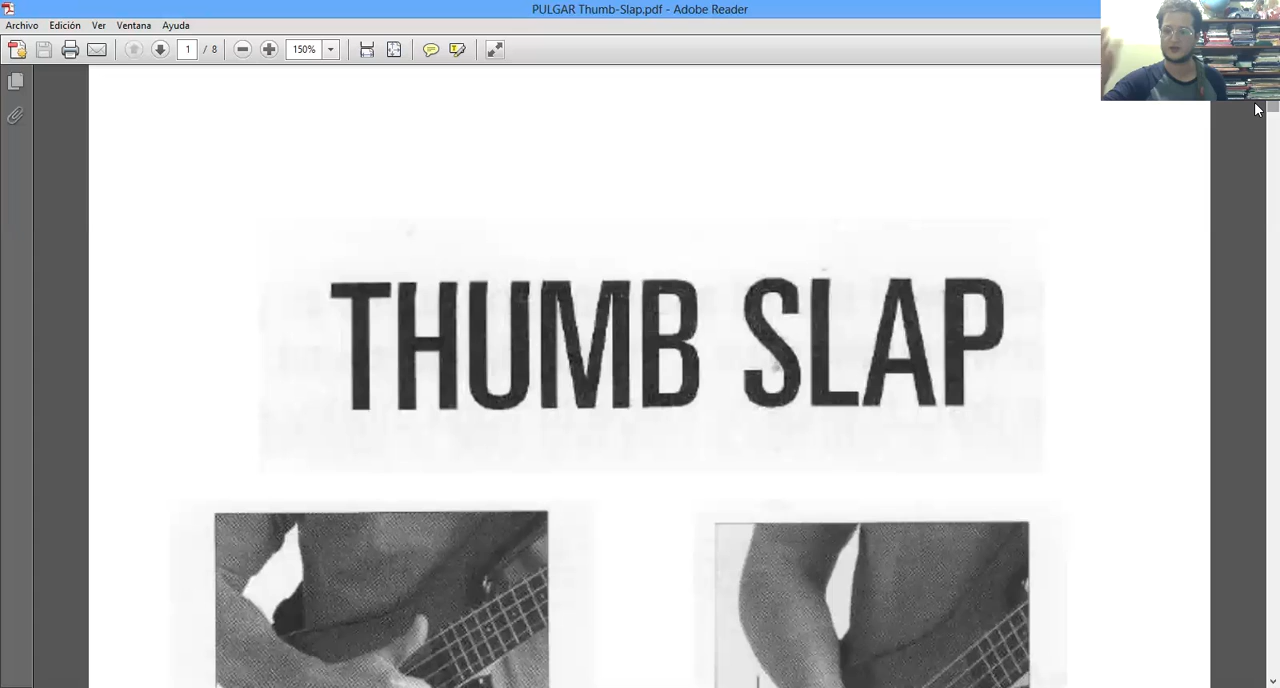 PULGAR Thumb-Slap.pdf - Adobe Reader
Archivo Edición Ver Ventana Ayuda
1 / 8 150%
THUMB SLAP